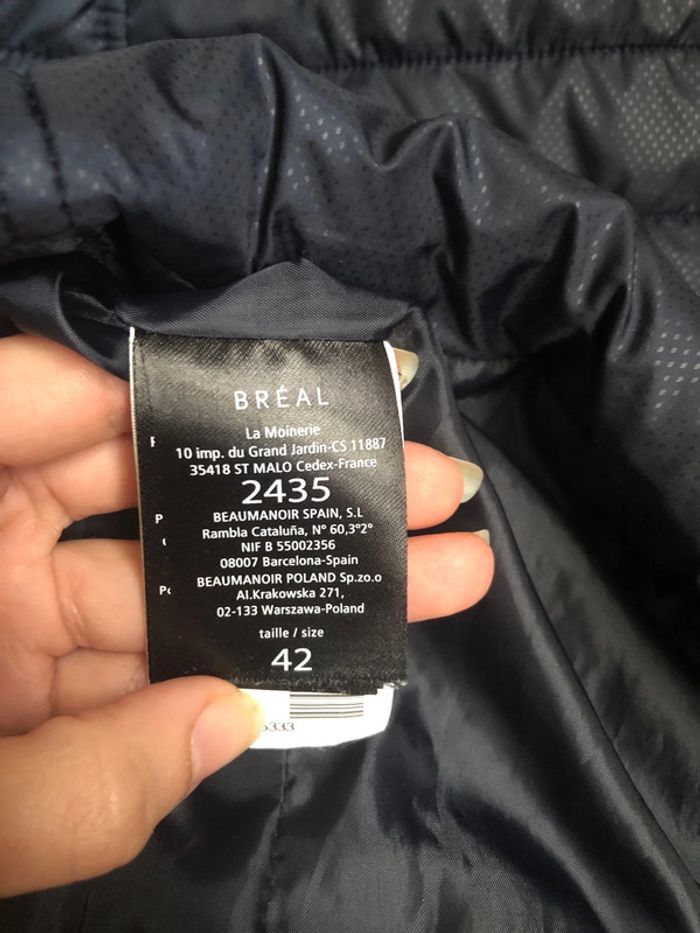 BRÉAL
La Moinerie
10 imp. du Grand Jardin-CS 11887
35418 ST MALO Cedex-France
2435
BEAUMANOIR SPAIN, S.L
Rambla Cataluña, Nº 60,3º2º
NIF B 55002356
08007 Barcelona-Spain
BEAUMANOIR POLAND Sp.zo.o
Al.Krakowska 271,
02-133 Warszawa-Poland
taille / size
42